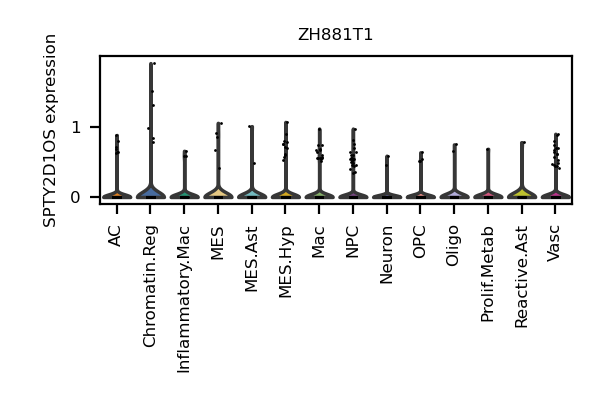 ZH881T1
SPTY2D1OS expression
1
0
AC
Chromatin.Reg
Inflammatory.Mac
MES
MES.Ast
MES.Hyp
Mac
NPC
Neuron
OPC
Oligo
Prolif.Metab
Reactive.Ast
Vasc